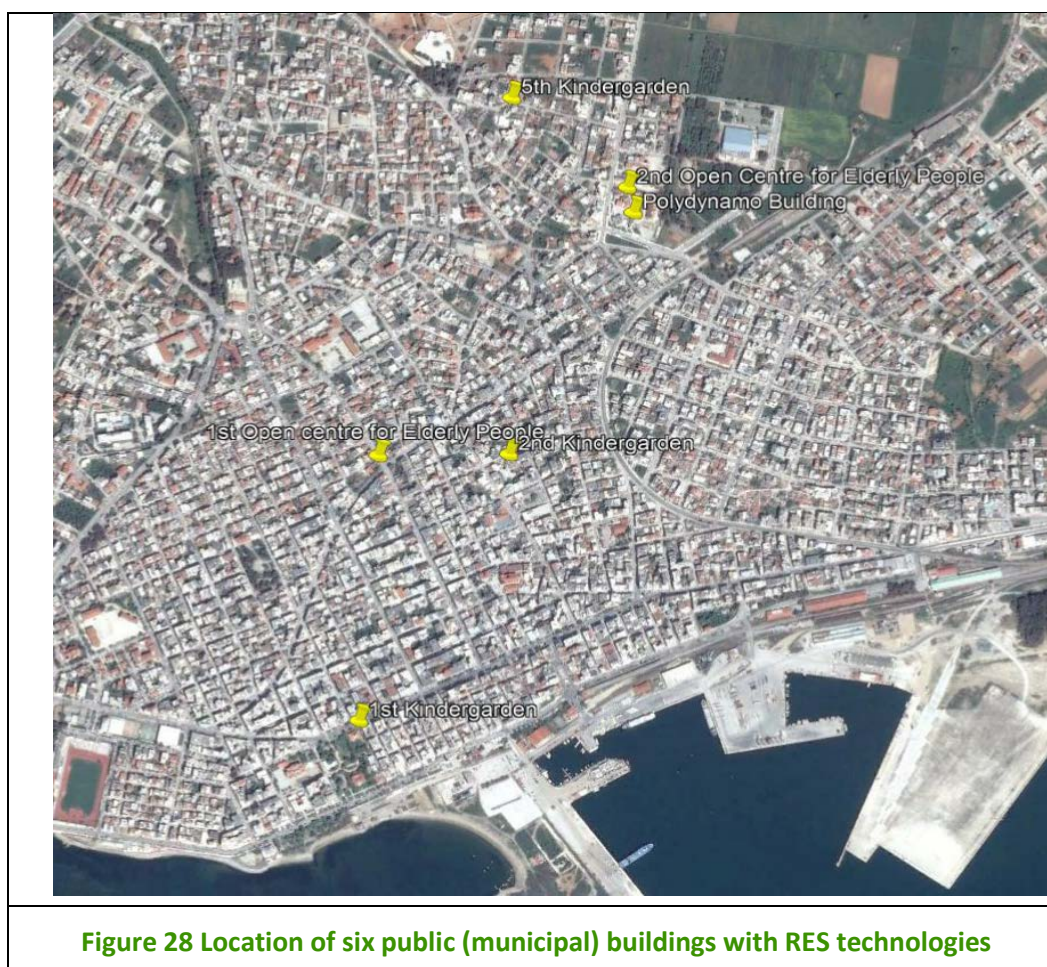 5th Kindergarden
2nd Open Centre for Elderly People
Polydynamo Building
1st Open centre for Elderly People
2nd Kindergarden
1st Kindergarden
Figure 28 Location of six public (municipal) buildings with RES technologies